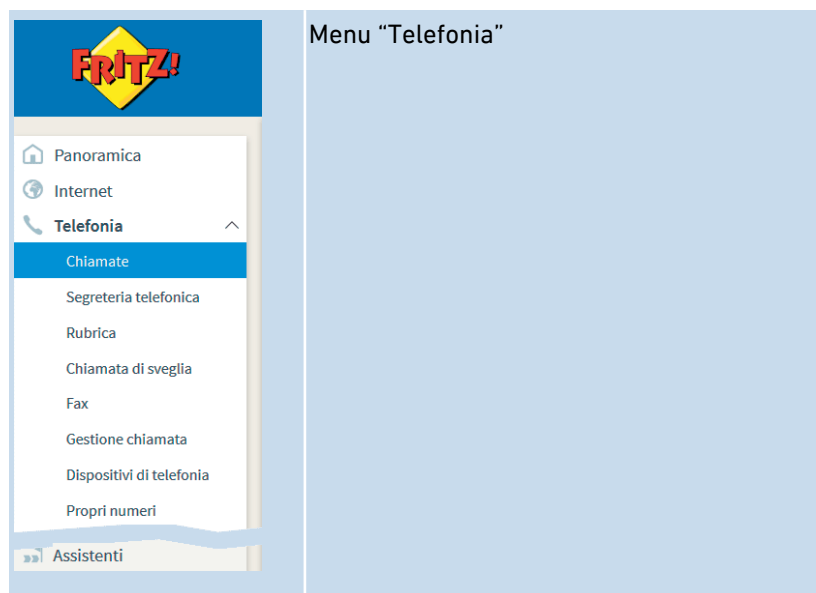 Menu “Telefonia”
FRITZ!
Panoramica
Internet
Telefonia
Chiamate
Segreteria telefonica
Rubrica
Chiamata di sveglia
Fax
Gestione chiamata
Dispositivi di telefonia
Propri numeri
Assistenti